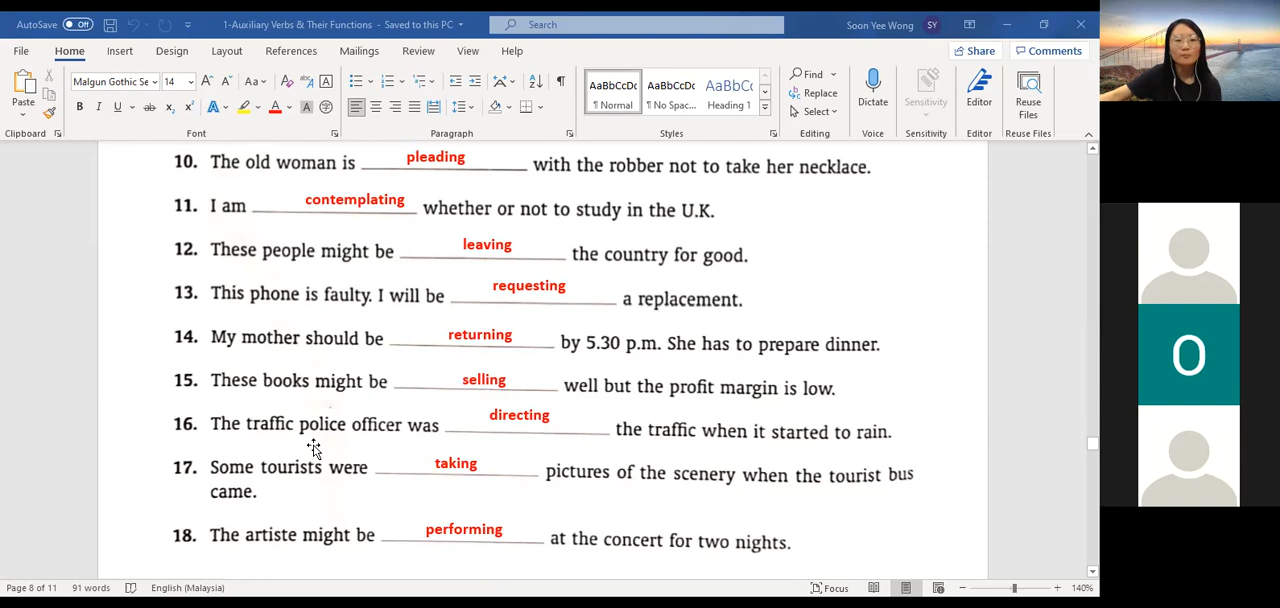 AutoSave Off 1-Auxiliary Verbs & Their Functions - Saved to this PC Search Soon Yee Wong SY
File Home Insert Design Layout References Mailings Review View Help Share Comments
Malgun Gothic Se 14 AaBbCcDc AaBbCcDc AaBbCc Find
Paste Normal No Spac... Heading 1 Replace Dictate Sensitivity Editor Reuse Files
Select
Clipboard Font Paragraph Styles Editing Voice Sensitivity Editor Reuse Files
10. The old woman is pleading with the robber not to take her necklace.
11. I am contemplating whether or not to study in the U.K.
12. These people might be leaving the country for good.
13. This phone is faulty. I will be requesting a replacement.
14. My mother should be returning by 5.30 p.m. She has to prepare dinner.
15. These books might be selling well but the profit margin is low.
16. The traffic police officer was directing the traffic when it started to rain.
17. Some tourists were taking pictures of the scenery when the tourist bus
came.
18. The artiste might be performing at the concert for two nights.
O
Page 8 of 11 91 words English (Malaysia) Focus 140%